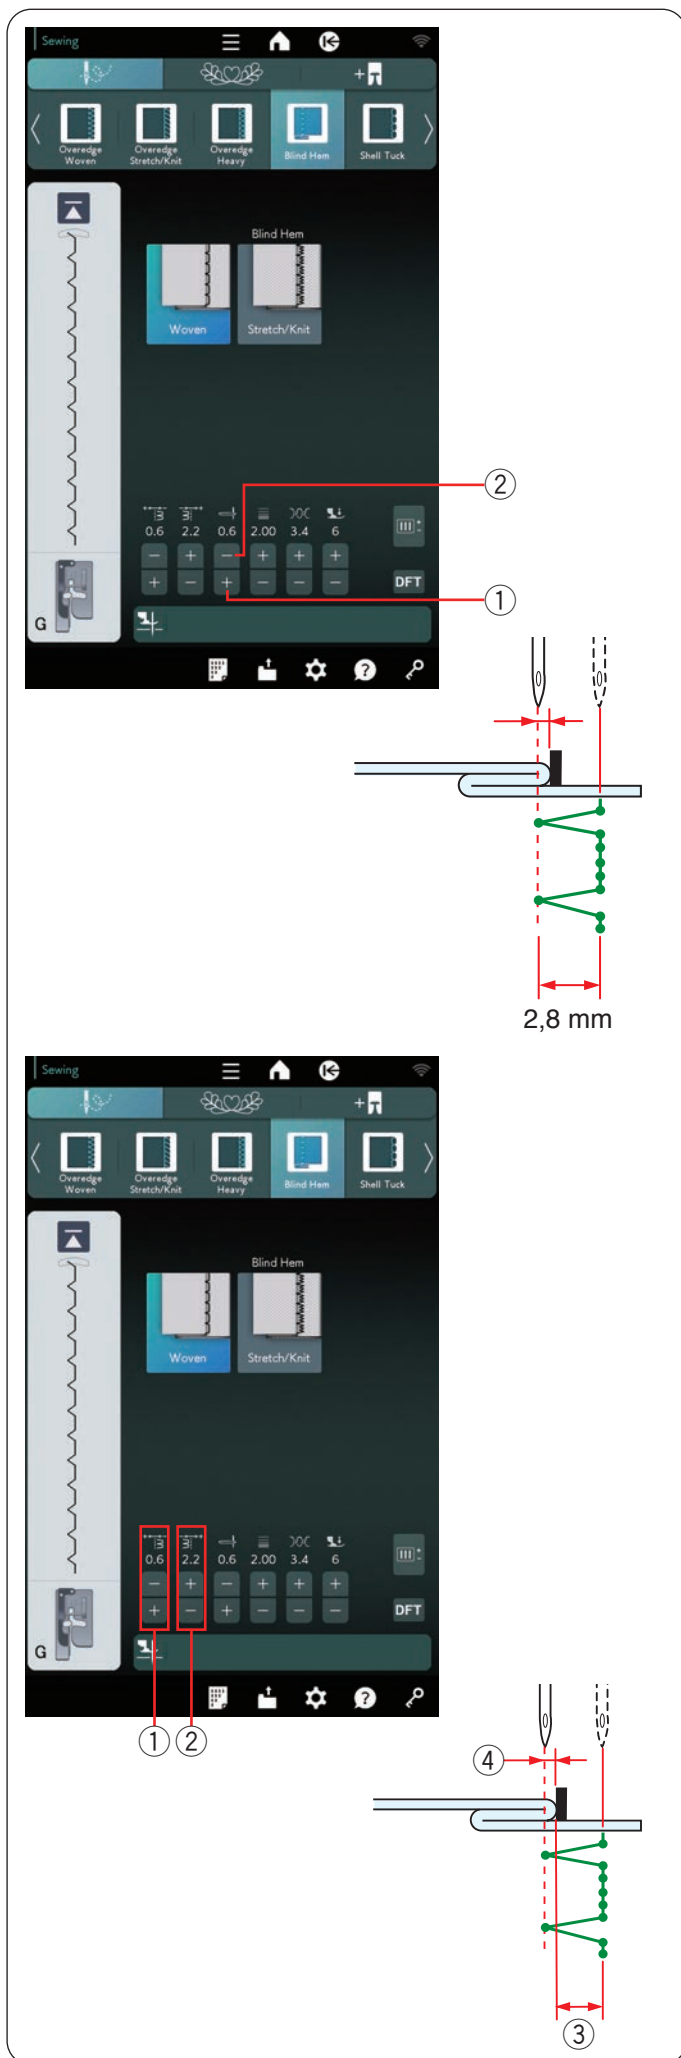 Sewing
+
Overedge Woven
Overedge Stretch/Knit
Overedge Heavy
Blind Hem
Shell Tuck
Blind Hem
Woven
Stretch/Knit
②
0.6 2.2 0.6 2.00 3.4 6
− + − + + +
+ − + − − −
DFT
①
G
?
2,8 mm
Sewing
+
Overedge Woven
Overedge Stretch/Knit
Overedge Heavy
Blind Hem
Shell Tuck
Blind Hem
Woven
Stretch/Knit
0.6 2.2 0.6 2.00 3.4 6
− + − + + +
+ − + − − −
DFT
G
?
① ②
④
③